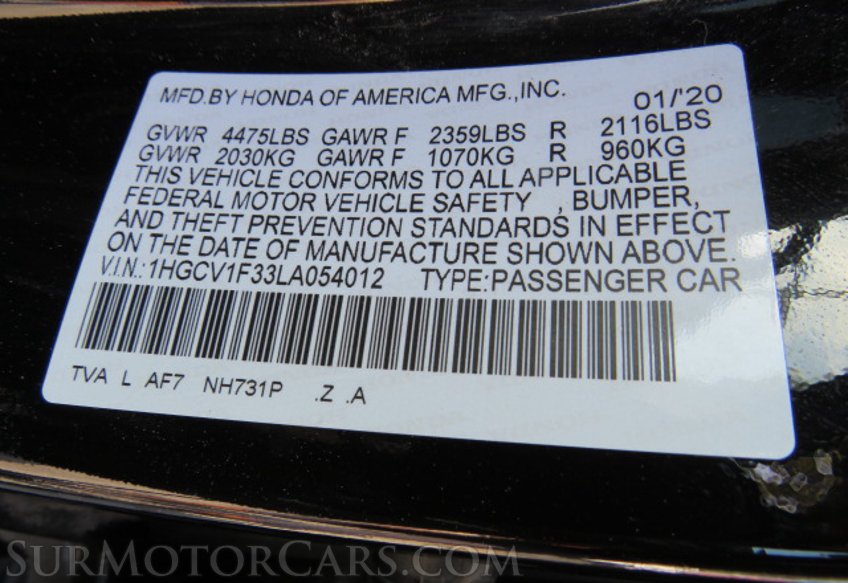 MFD.BY HONDA OF AMERICA MFG.,INC. 01/'20
GVWR 4475LBS GAWR F 2359LBS R 2116LBS
GVWR 2030KG GAWR F 1070KG R 960KG
THIS VEHICLE CONFORMS TO ALL APPLICABLE
FEDERAL MOTOR VEHICLE SAFETY , BUMPER,
AND THEFT PREVENTION STANDARDS IN EFFECT
ON THE DATE OF MANUFACTURE SHOWN ABOVE.
V.I.N.:1HGCV1F33LA054012 TYPE:PASSENGER CAR
TVA L AF7 NH731P .Z .A
SURMOTORCARS.COM